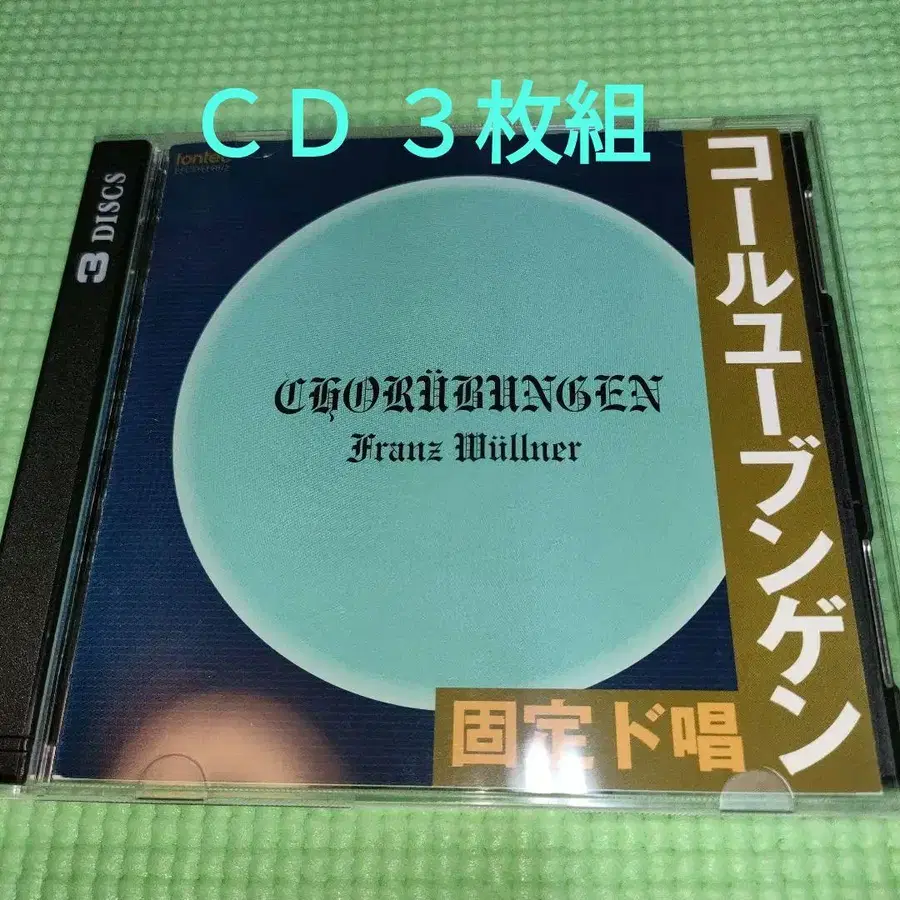 ＣＤ ３枚組
3 DISCS
コールユーブンゲン
CHORÜBUNGEN
Franz Wüllner
固定ド唱